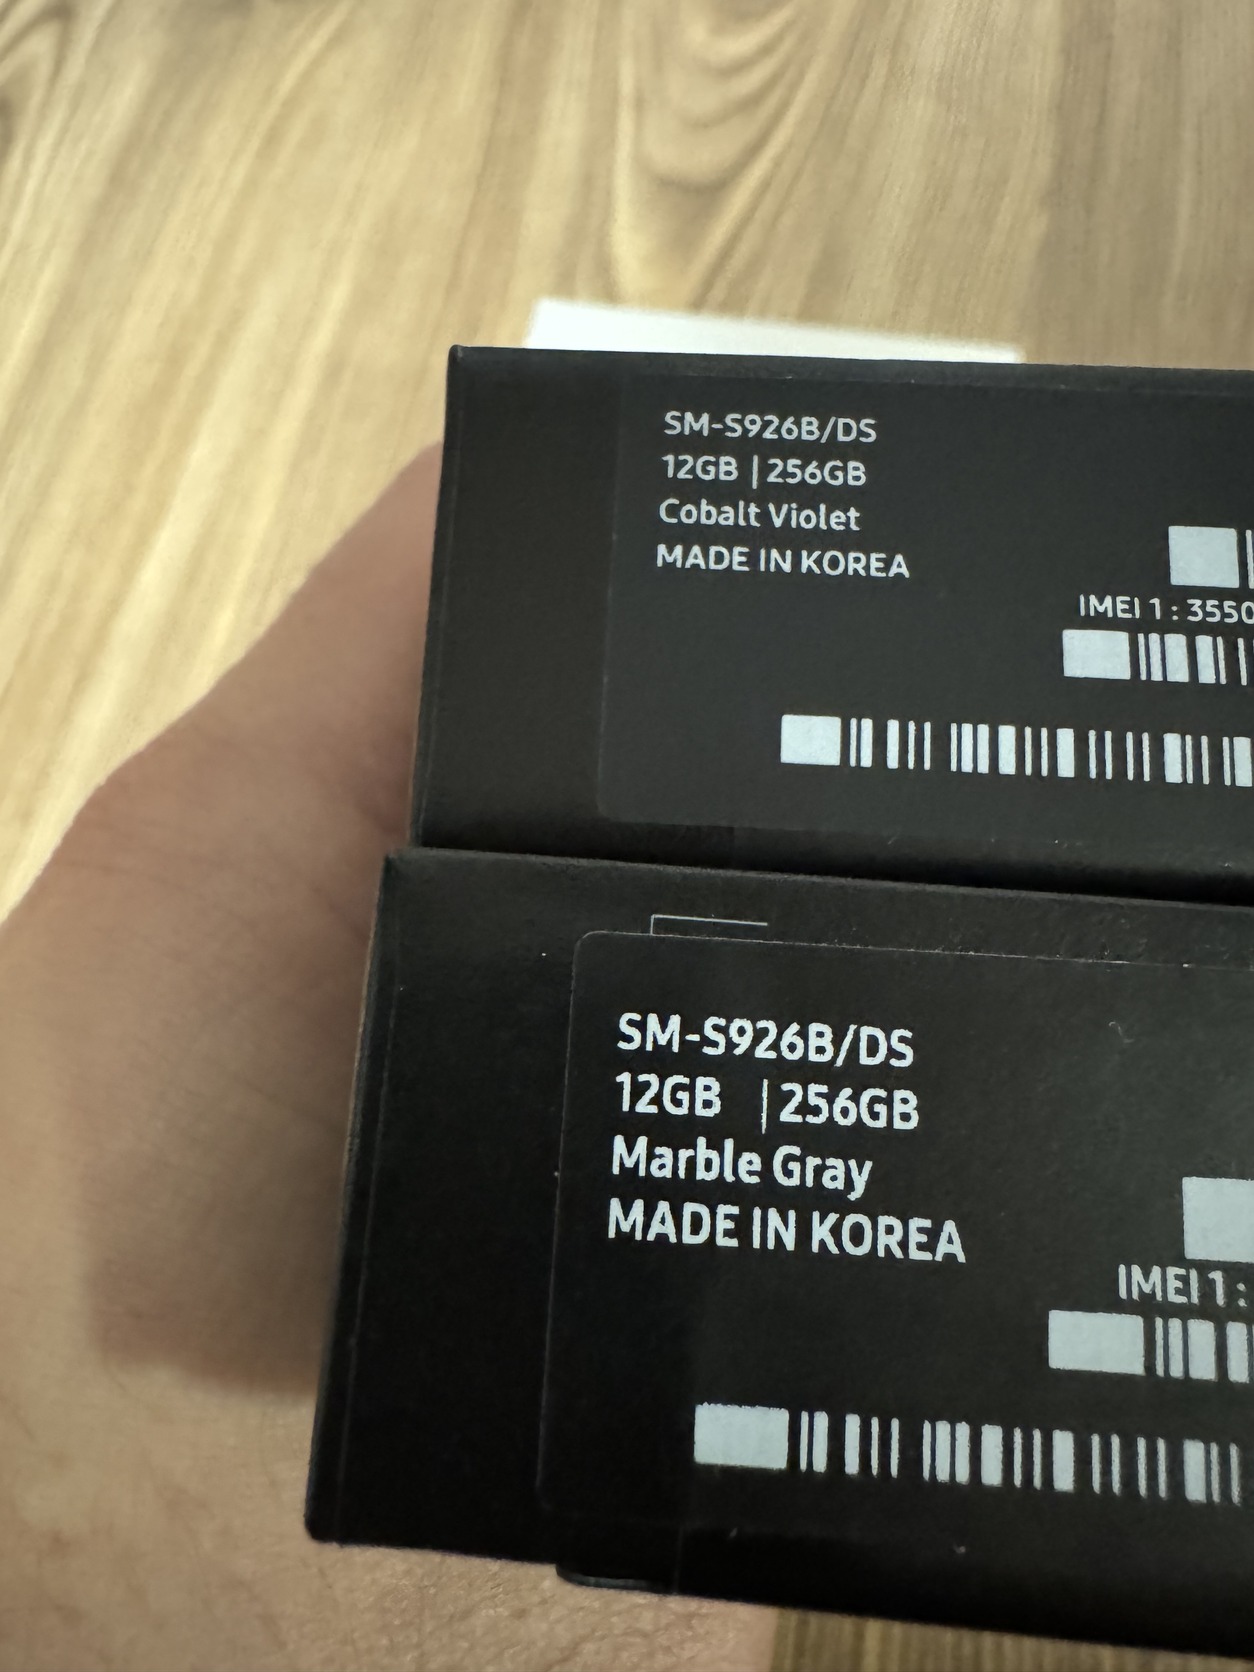 SM-S926B/DS
12GB | 256GB
Cobalt Violet
MADE IN KOREA
IMEI 1 : 3550
SM-S926B/DS
12GB | 256GB
Marble Gray
MADE IN KOREA
IMEI 1 :